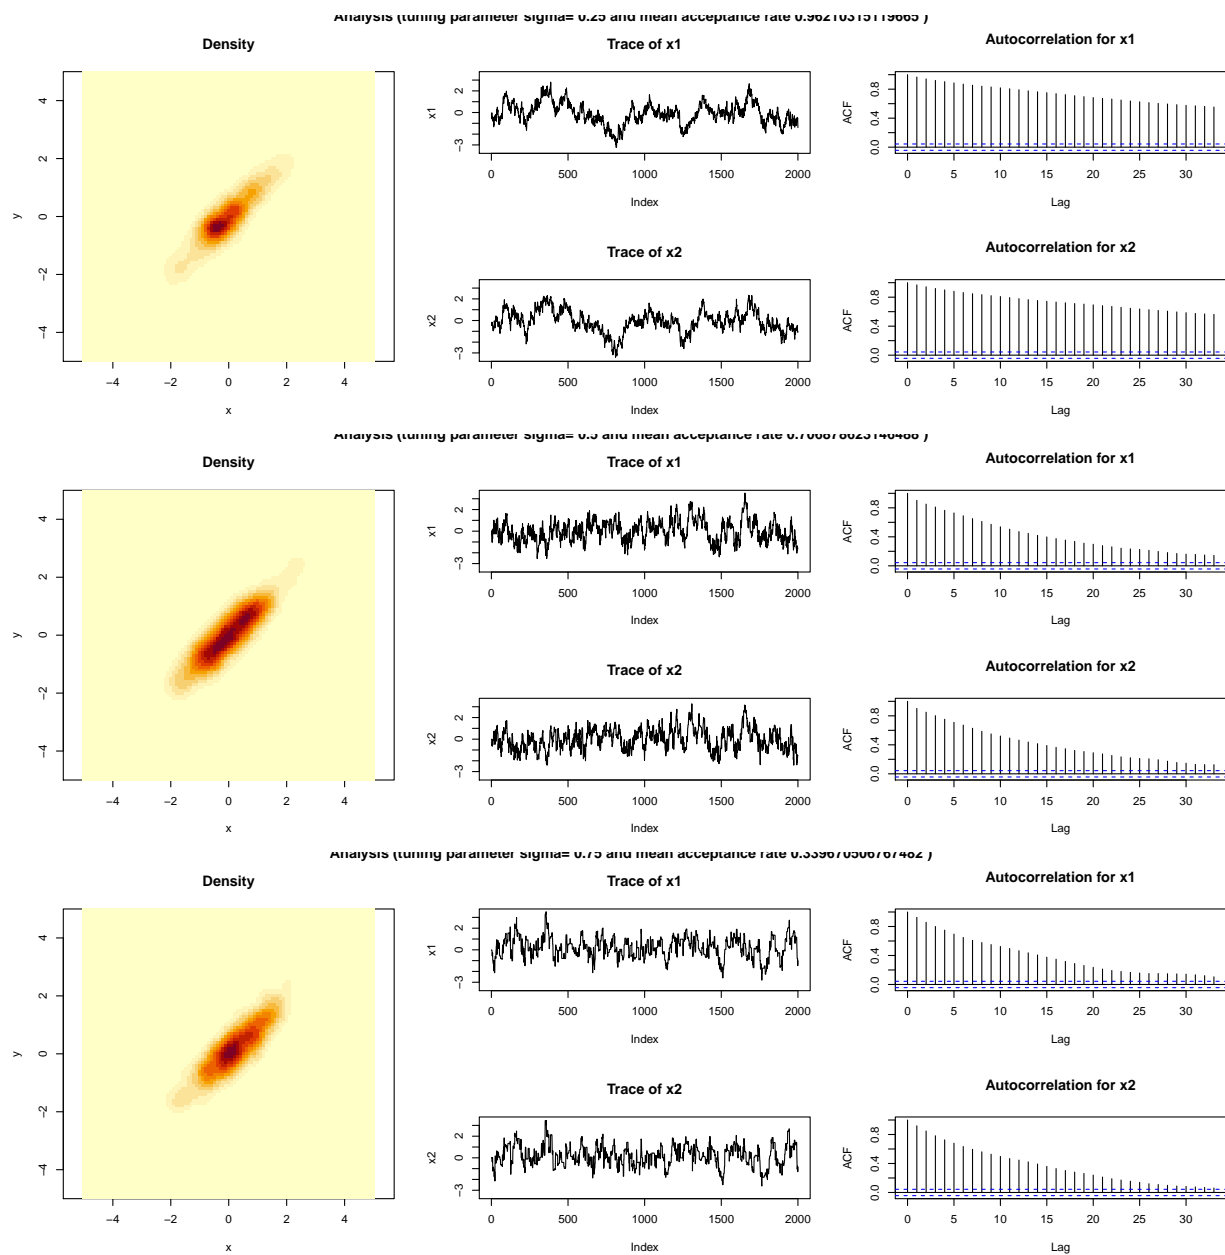 Analysis (tuning parameter sigma= 0.25 and mean acceptance rate 0.96210315119665 )
Density
4
2
0
−2
−4
y
−4 −2 0 2 4
x
Trace of x1
2
0
−3
x1
0 500 1000 1500 2000
Index
Autocorrelation for x1
0.8
0.4
0.0
ACF
0 5 10 15 20 25 30
Lag
Trace of x2
2
0
−3
x2
0 500 1000 1500 2000
Index
Autocorrelation for x2
0.8
0.4
0.0
ACF
0 5 10 15 20 25 30
Lag
Analysis (tuning parameter sigma= 0.5 and mean acceptance rate 0.706878623146488 )
Density
4
2
0
−2
−4
y
−4 −2 0 2 4
x
Trace of x1
2
0
−3
x1
0 500 1000 1500 2000
Index
Autocorrelation for x1
0.8
0.4
0.0
ACF
0 5 10 15 20 25 30
Lag
Trace of x2
2
0
−3
x2
0 500 1000 1500 2000
Index
Autocorrelation for x2
0.8
0.4
0.0
ACF
0 5 10 15 20 25 30
Lag
Analysis (tuning parameter sigma= 0.75 and mean acceptance rate 0.339670506767482 )
Density
4
2
0
−2
−4
y
−4 −2 0 2 4
x
Trace of x1
2
0
−3
x1
0 500 1000 1500 2000
Index
Autocorrelation for x1
0.8
0.4
0.0
ACF
0 5 10 15 20 25 30
Lag
Trace of x2
2
0
−3
x2
0 500 1000 1500 2000
Index
Autocorrelation for x2
0.8
0.4
0.0
ACF
0 5 10 15 20 25 30
Lag